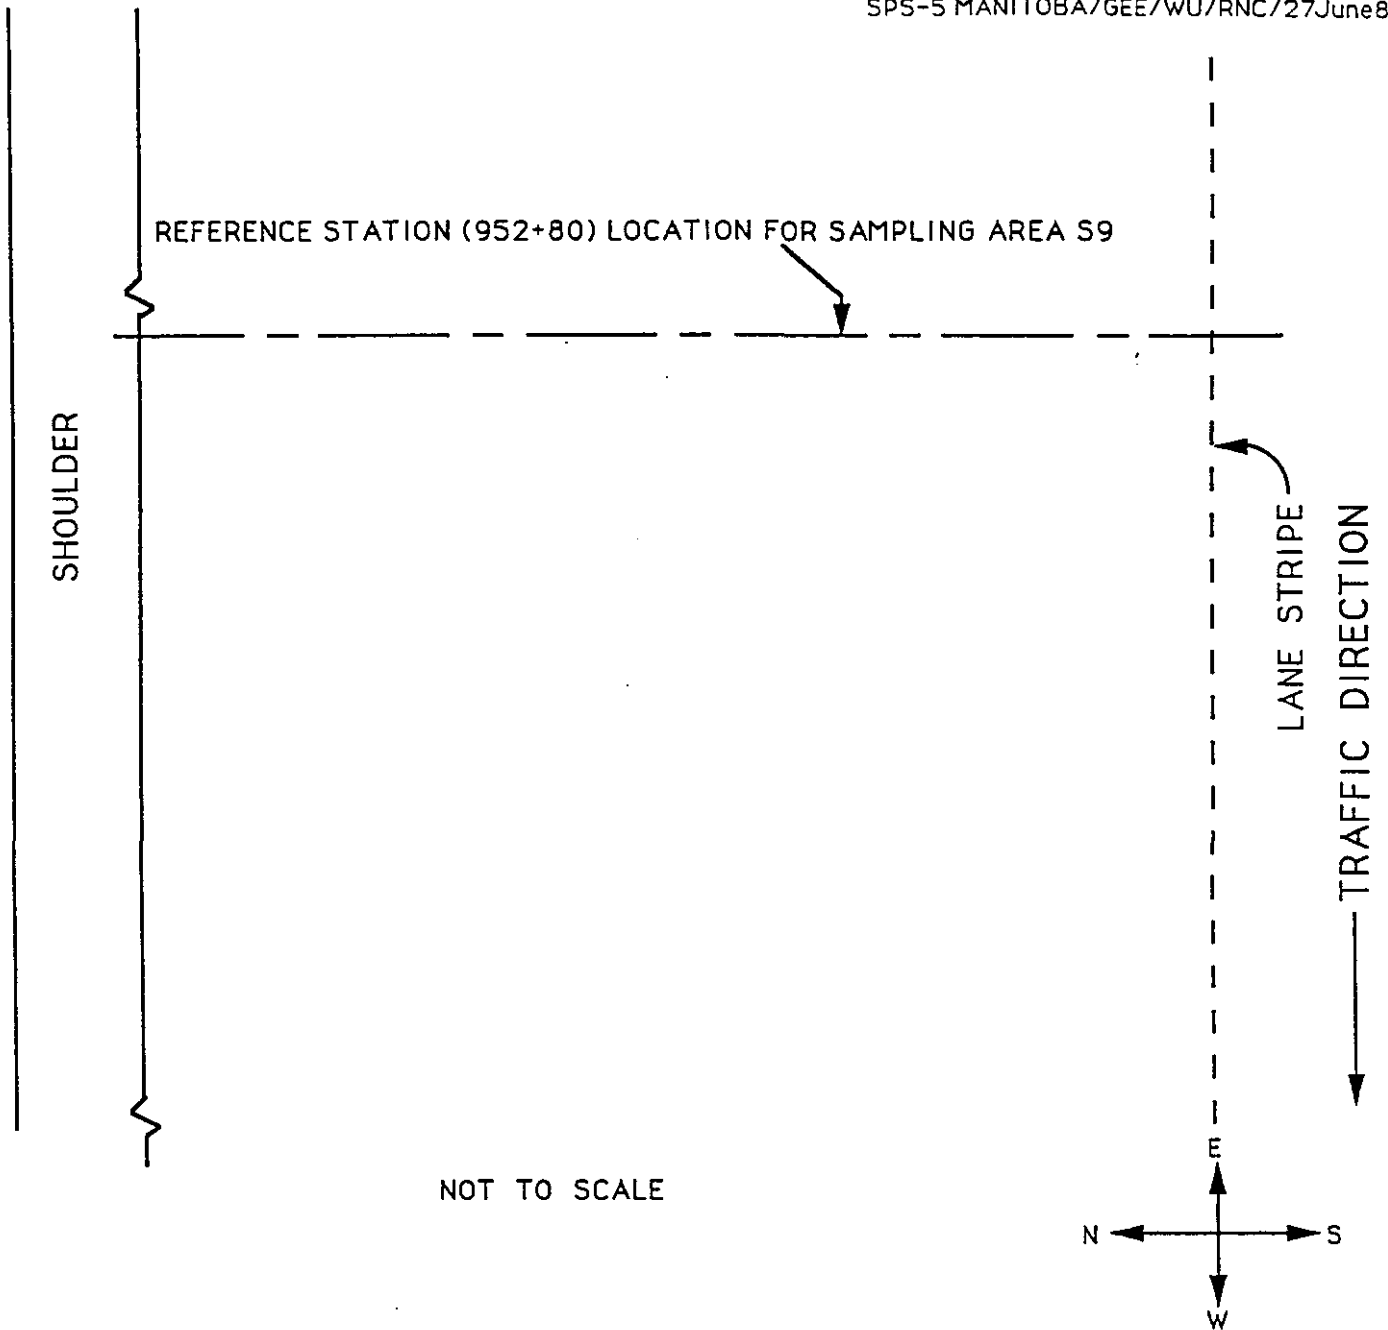 SPS-5 MANITOBA/GEE/WU/RNC/27June8
REFERENCE STATION (952+80) LOCATION FOR SAMPLING AREA S9
SHOULDER
LANE STRIPE
TRAFFIC DIRECTION
NOT TO SCALE
E
N
S
W